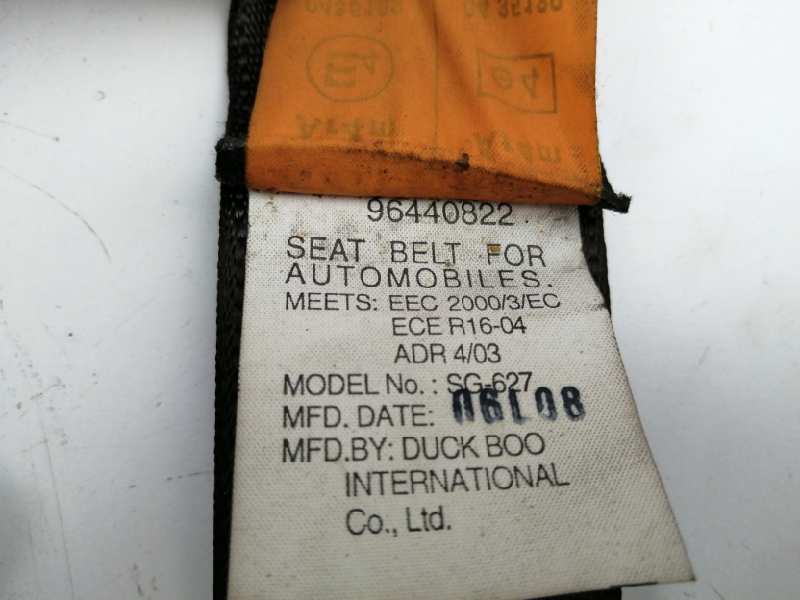 e4
96440822
SEAT BELT FOR
AUTOMOBILES.
MEETS: EEC 2000/3/EC
ECE R16-04
ADR 4/03
MODEL No. : SG-627
MFD. DATE: 06L08
MFD.BY: DUCK BOO
INTERNATIONAL
Co., Ltd.